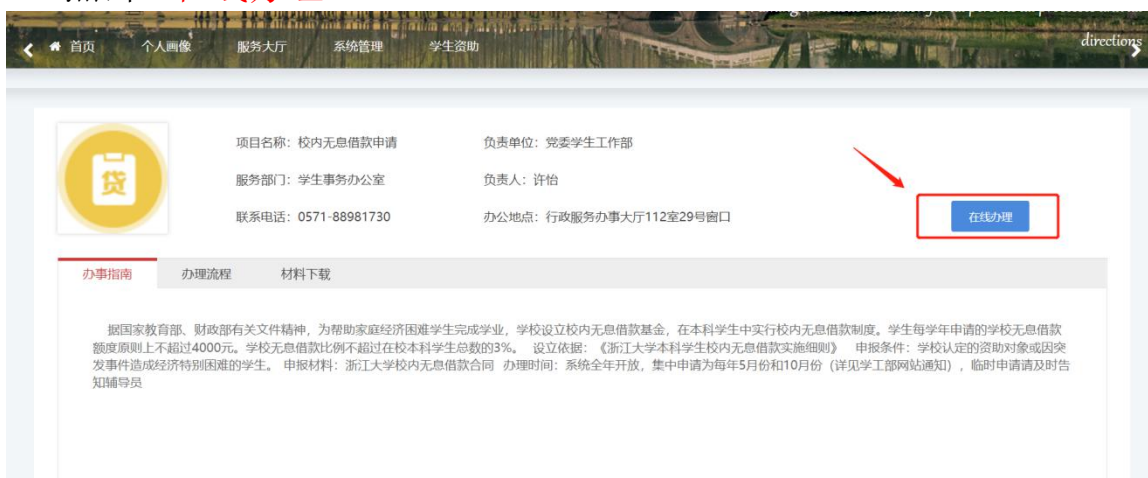 首页 个人画像 服务大厅 系统管理 学生资助
directions
项目名称：校内无息借款申请 负责单位：党委学生工作部
贷
服务部门：学生事务办公室 负责人：许怡
联系电话：0571-88981730 办公地点：行政服务办事大厅112室29号窗口
在线办理
办事指南 办理流程 材料下载
据国家教育部、财政部有关文件精神，为帮助家庭经济困难学生完成学业，学校设立校内无息借款基金，在本科学生中实行校内无息借款制度。学生每学年申请的学校无息借款
额度原则上不超过4000元。学校无息借款比例不超过在校本科学生总数的3%。 设立依据：《浙江大学本科学生校内无息借款实施细则》 申报条件：学校认定的资助对象或因突
发事件造成经济特别困难的学生。 申报材料：浙江大学校内无息借款合同 办理时间：系统全年开放，集中申请为每年5月份和10月份（详见学工部网站通知），临时申请请及时告
知辅导员